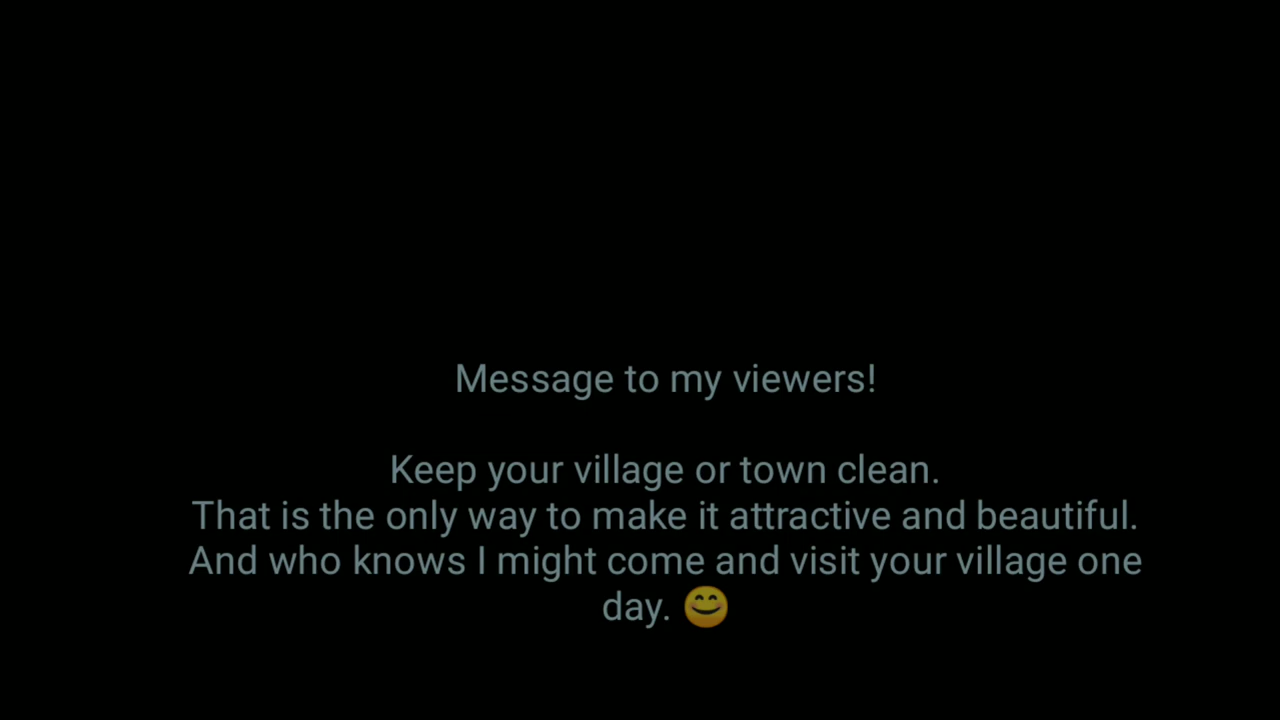 Message to my viewers!
Keep your village or town clean.
That is the only way to make it attractive and beautiful.
And who knows I might come and visit your village one
day. 😊